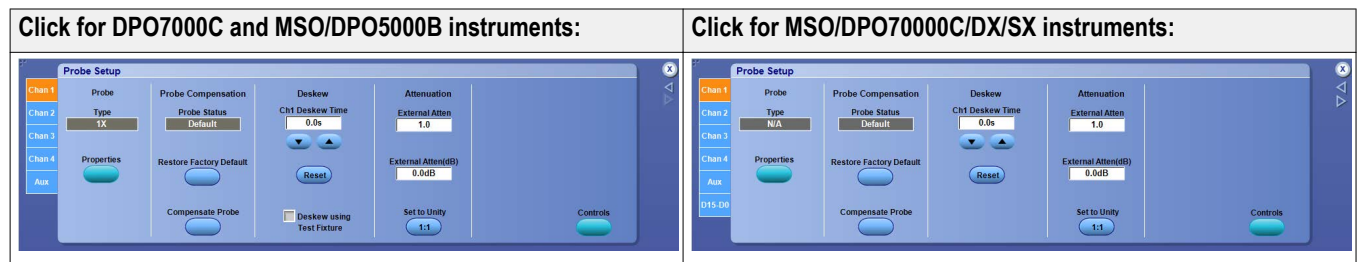 Click for DPO7000C and MSO/DPO5000B instruments:
Probe Setup
X
Chan 1
Chan 2
Chan 3
Chan 4
Aux
Probe
Type
1X
Properties
Probe Compensation
Probe Status
Default
Restore Factory Default
Compensate Probe
Deskew
Ch1 Deskew Time
0.0s
Reset
Deskew using
Test Fixture
Attenuation
External Atten
1.0
External Atten(dB)
0.0dB
Set to Unity
1:1
Controls
Click for MSO/DPO70000C/DX/SX instruments:
Probe Setup
X
Chan 1
Chan 2
Chan 3
Chan 4
Aux
D15-D0
Probe
Type
N/A
Properties
Probe Compensation
Probe Status
Default
Restore Factory Default
Compensate Probe
Deskew
Ch1 Deskew Time
0.0s
Reset
Attenuation
External Atten
1.0
External Atten(dB)
0.0dB
Set to Unity
1:1
Controls